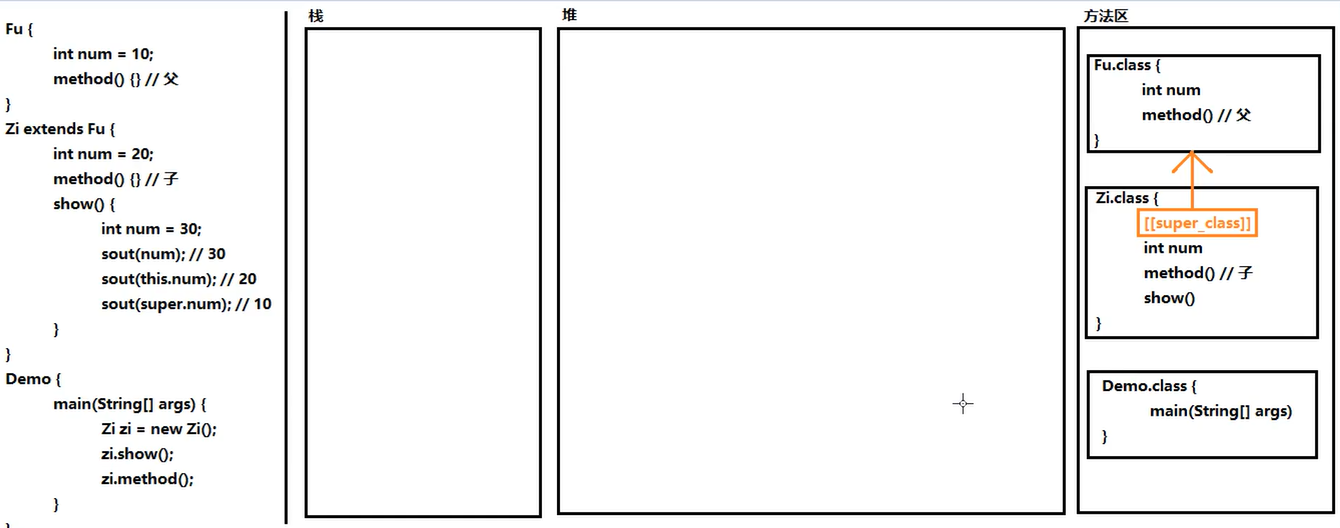 Fu {
int num = 10;
method() {} // 父
}
Zi extends Fu {
int num = 20;
method() {} // 子
show() {
int num = 30;
sout(num); // 30
sout(this.num); // 20
sout(super.num); // 10
}
}
Demo {
main(String[] args) {
Zi zi = new Zi();
zi.show();
zi.method();
}
}
栈
堆
方法区
Fu.class {
int num
method() // 父
}
Zi.class {
[[super_class]]
int num
method() // 子
show()
}
Demo.class {
main(String[] args)
}